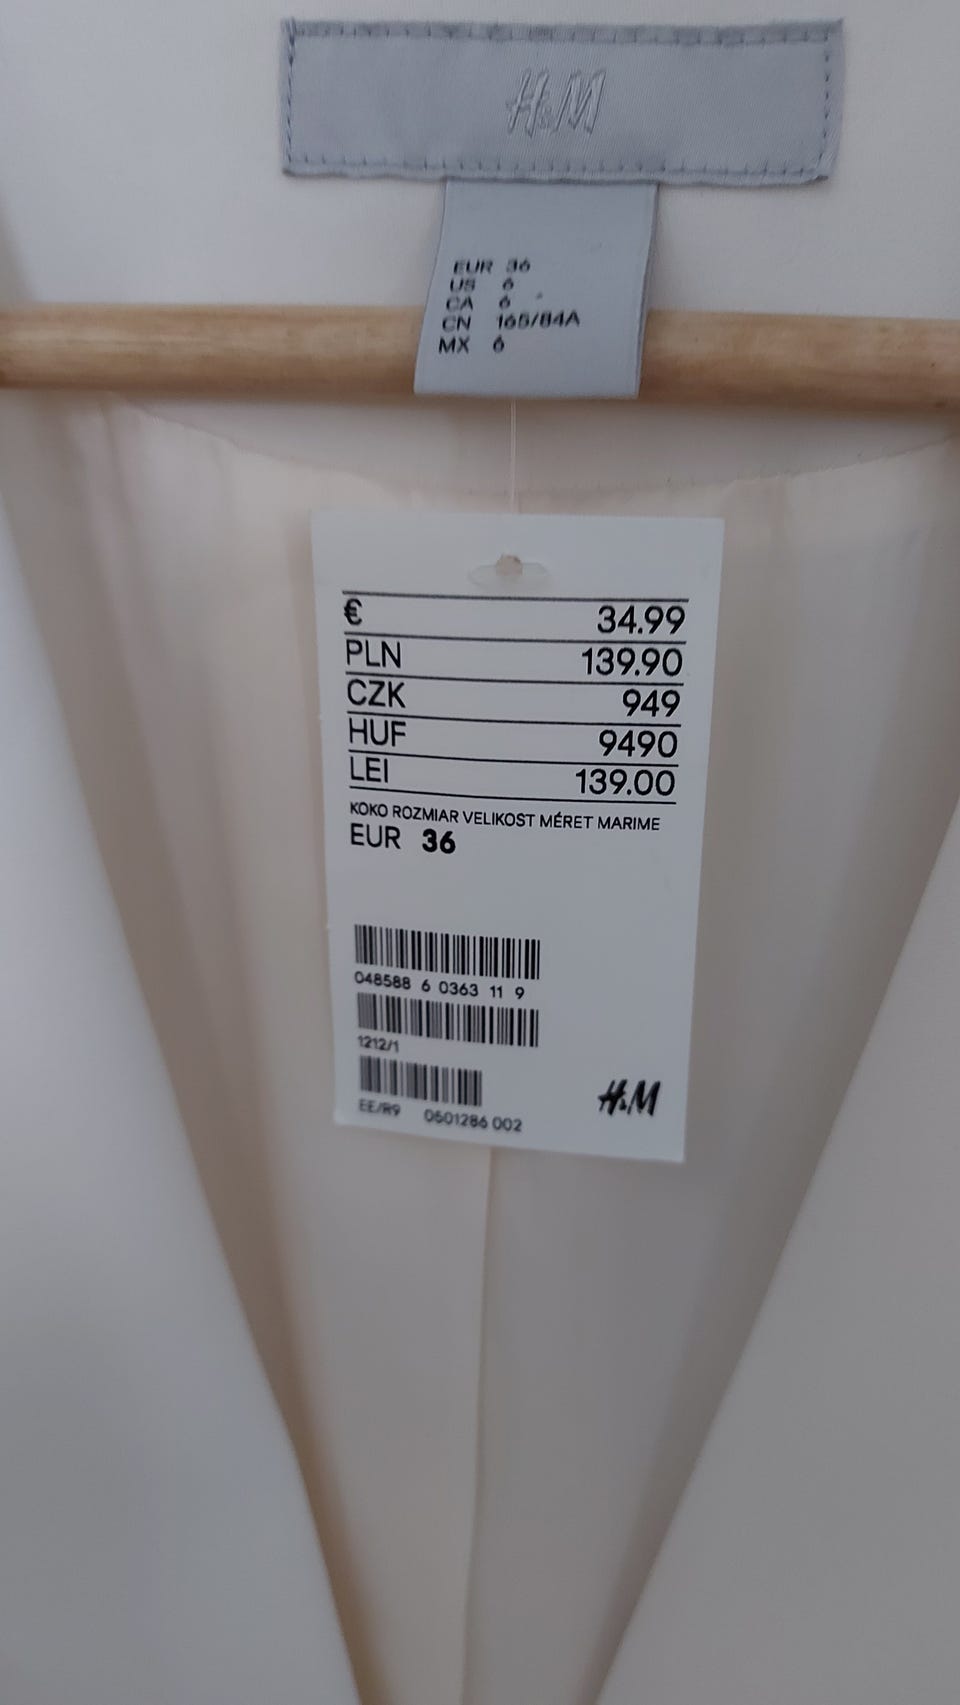 H&M
EUR 36
US 6
CA 6
CN 165/84A
MX 6
€ 34.99
PLN 139.90
CZK 949
HUF 9490
LEI 139.00
KOKO ROZMIAR VELIKOST MÉRET MARIME
EUR 36
048588 6 0363 11 9
1212/1
EE/R9 0501286 002
H&M